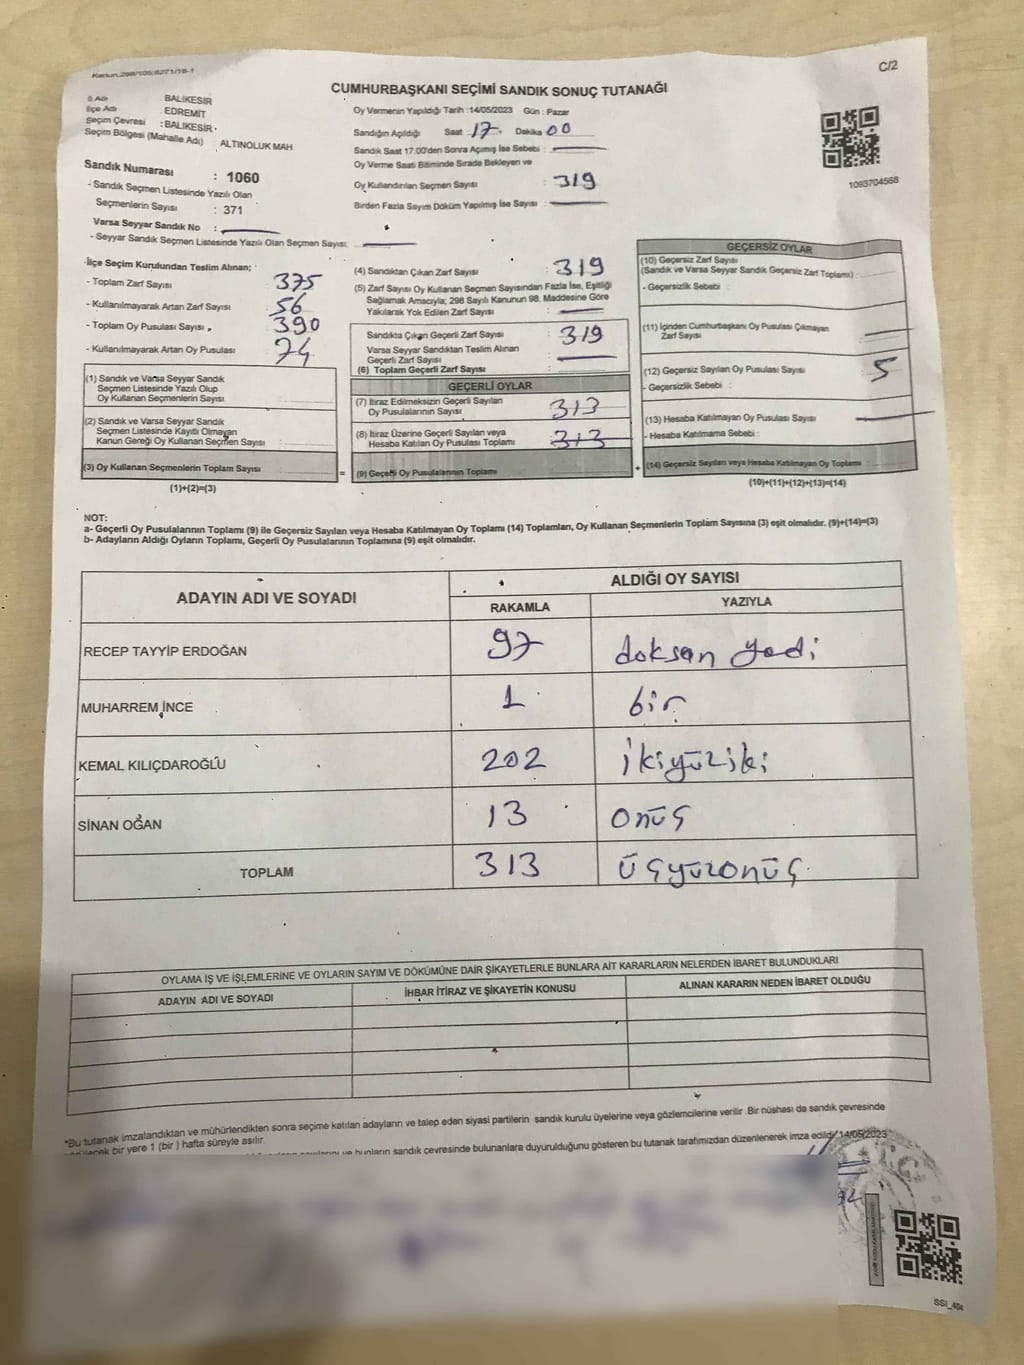 Kanun:298/105;6271/18-1
C/2
CUMHURBAŞKANI SEÇİMİ SANDIK SONUÇ TUTANAĞI
İl Adı BALIKESİR
İlçe Adı EDREMİT
Seçim Çevresi : BALIKESİR
Seçim Bölgesi (Mahalle Adı) ALTINOLUK MAH
Sandık Numarası : 1060
- Sandık Seçmen Listesinde Yazılı Olan
Seçmenlerin Sayısı : 371
Varsa Seyyar Sandık No :
- Seyyar Sandık Seçmen Listesinde Yazılı Olan Seçmen Sayısı:
Oy Vermenin Yapıldığı Tarih :14/05/2023 Gün : Pazar
Sandığın Açıldığı Saat 17. Dakika 00
Sandık Saat 17:00'den Sonra Açımış İse Sebebi :
Oy Verme Saati Bitiminde Sırada Bekleyen ve
Oy Kullandırılan Seçmen Sayısı : 319
Birden Fazla Sayım Döküm Yapılmış İse Sayısı :
1093704568
İlçe Seçim Kurulundan Teslim Alınan;
- Toplam Zarf Sayısı : 375
- Kullanılmayarak Artan Zarf Sayısı : 56
- Toplam Oy Pusulası Sayısı : 390
- Kullanılmayarak Artan Oy Pusulası : 74
(1) Sandık ve Varsa Seyyar Sandık
Seçmen Listesinde Yazılı Olup
Oy Kullanan Seçmenlerin Sayısı :
(2) Sandık ve Varsa Seyyar Sandık
Seçmen Listesinde Kayıtlı Olmayan
Kanun Gereği Oy Kullanan Seçmen Sayısı :
(3) Oy Kullanan Seçmenlerin Toplam Sayısı :
(1)+(2)=(3)
(4) Sandıktan Çıkan Zarf Sayısı : 319
(5) Zarf Sayısı Oy Kullanan Seçmen Sayısından Fazla İse, Eşitliği
Sağlamak Amacıyla; 298 Sayılı Kanunun 98. Maddesine Göre
Yakılarak Yok Edilen Zarf Sayısı :
Sandıkta Çıkan Geçerli Zarf Sayısı : 319
Varsa Seyyar Sandıktan Teslim Alınan
Geçerli Zarf Sayısı :
(6) Toplam Geçerli Zarf Sayısı :
GEÇERLİ OYLAR
(7) İtiraz Edilmeksizin Geçerli Sayılan
Oy Pusulalarının Sayısı : 313
(8) İtiraz Üzerine Geçerli Sayılan veya
Hesaba Katılan Oy Pusulası Toplamı : 313
= (9) Geçerli Oy Pusulalarının Toplamı :
GEÇERSİZ OYLAR
(10) Geçersiz Zarf Sayısı
(Sandık ve Varsa Seyyar Sandık Geçersiz Zarf Toplamı) :
- Geçersizlik Sebebi :
(11) İçinden Cumhurbaşkanı Oy Pusulası Çıkmayan
Zarf Sayısı :
(12) Geçersiz Sayılan Oy Pusulası Sayısı : 5
- Geçersizlik Sebebi :
(13) Hesaba Katılmayan Oy Pusulası Sayısı :
- Hesaba Katılmama Sebebi :
+ (14) Geçersiz Sayılan veya Hesaba Katılmayan Oy Toplamı :
(10)+(11)+(12)+(13)=(14)
NOT:
a- Geçerli Oy Pusulalarının Toplamı (9) ile Geçersiz Sayılan veya Hesaba Katılmayan Oy Toplamı (14) Toplamları, Oy Kullanan Seçmenlerin Toplam Sayısına (3) eşit olmalıdır. (9)+(14)=(3)
b- Adayların Aldığı Oyların Toplamı, Geçerli Oy Pusulalarının Toplamına (9) eşit olmalıdır.
ADAYIN ADI VE SOYADI
ALDIĞI OY SAYISI
RAKAMLA YAZIYLA
RECEP TAYYİP ERDOĞAN 97 doksan yedi
MUHARREM İNCE 1 bir
KEMAL KILIÇDAROĞLU 202 ikiyüziki
SİNAN OĞAN 13 onüç
TOPLAM 313 üçyüzonüç
OYLAMA İŞ VE İŞLEMLERİNE VE OYLARIN SAYIM VE DÖKÜMÜNE DAİR ŞİKAYETLERLE BUNLARA AİT KARARLARIN NELERDEN İBARET BULUNDUKLARI
ADAYIN ADI VE SOYADI İHBAR İTİRAZ VE ŞİKAYETİN KONUSU ALINAN KARARIN NEDEN İBARET OLDUĞU
*Bu tutanak imzalandıktan ve mühürlendikten sonra seçime katılan adayların ve talep eden siyasi partilerin sandık kurulu üyelerine veya gözlemcilerine verilir. Bir nüshası da sandık çevresinde
bir yere 1 (bir ) hafta süreyle asılır.
ve bunların sandık çevresinde bulunanlara duyurulduğunu gösteren bu tutanak tarafımızdan düzenlenerek imza edildi 14/05/2023
SSI_404